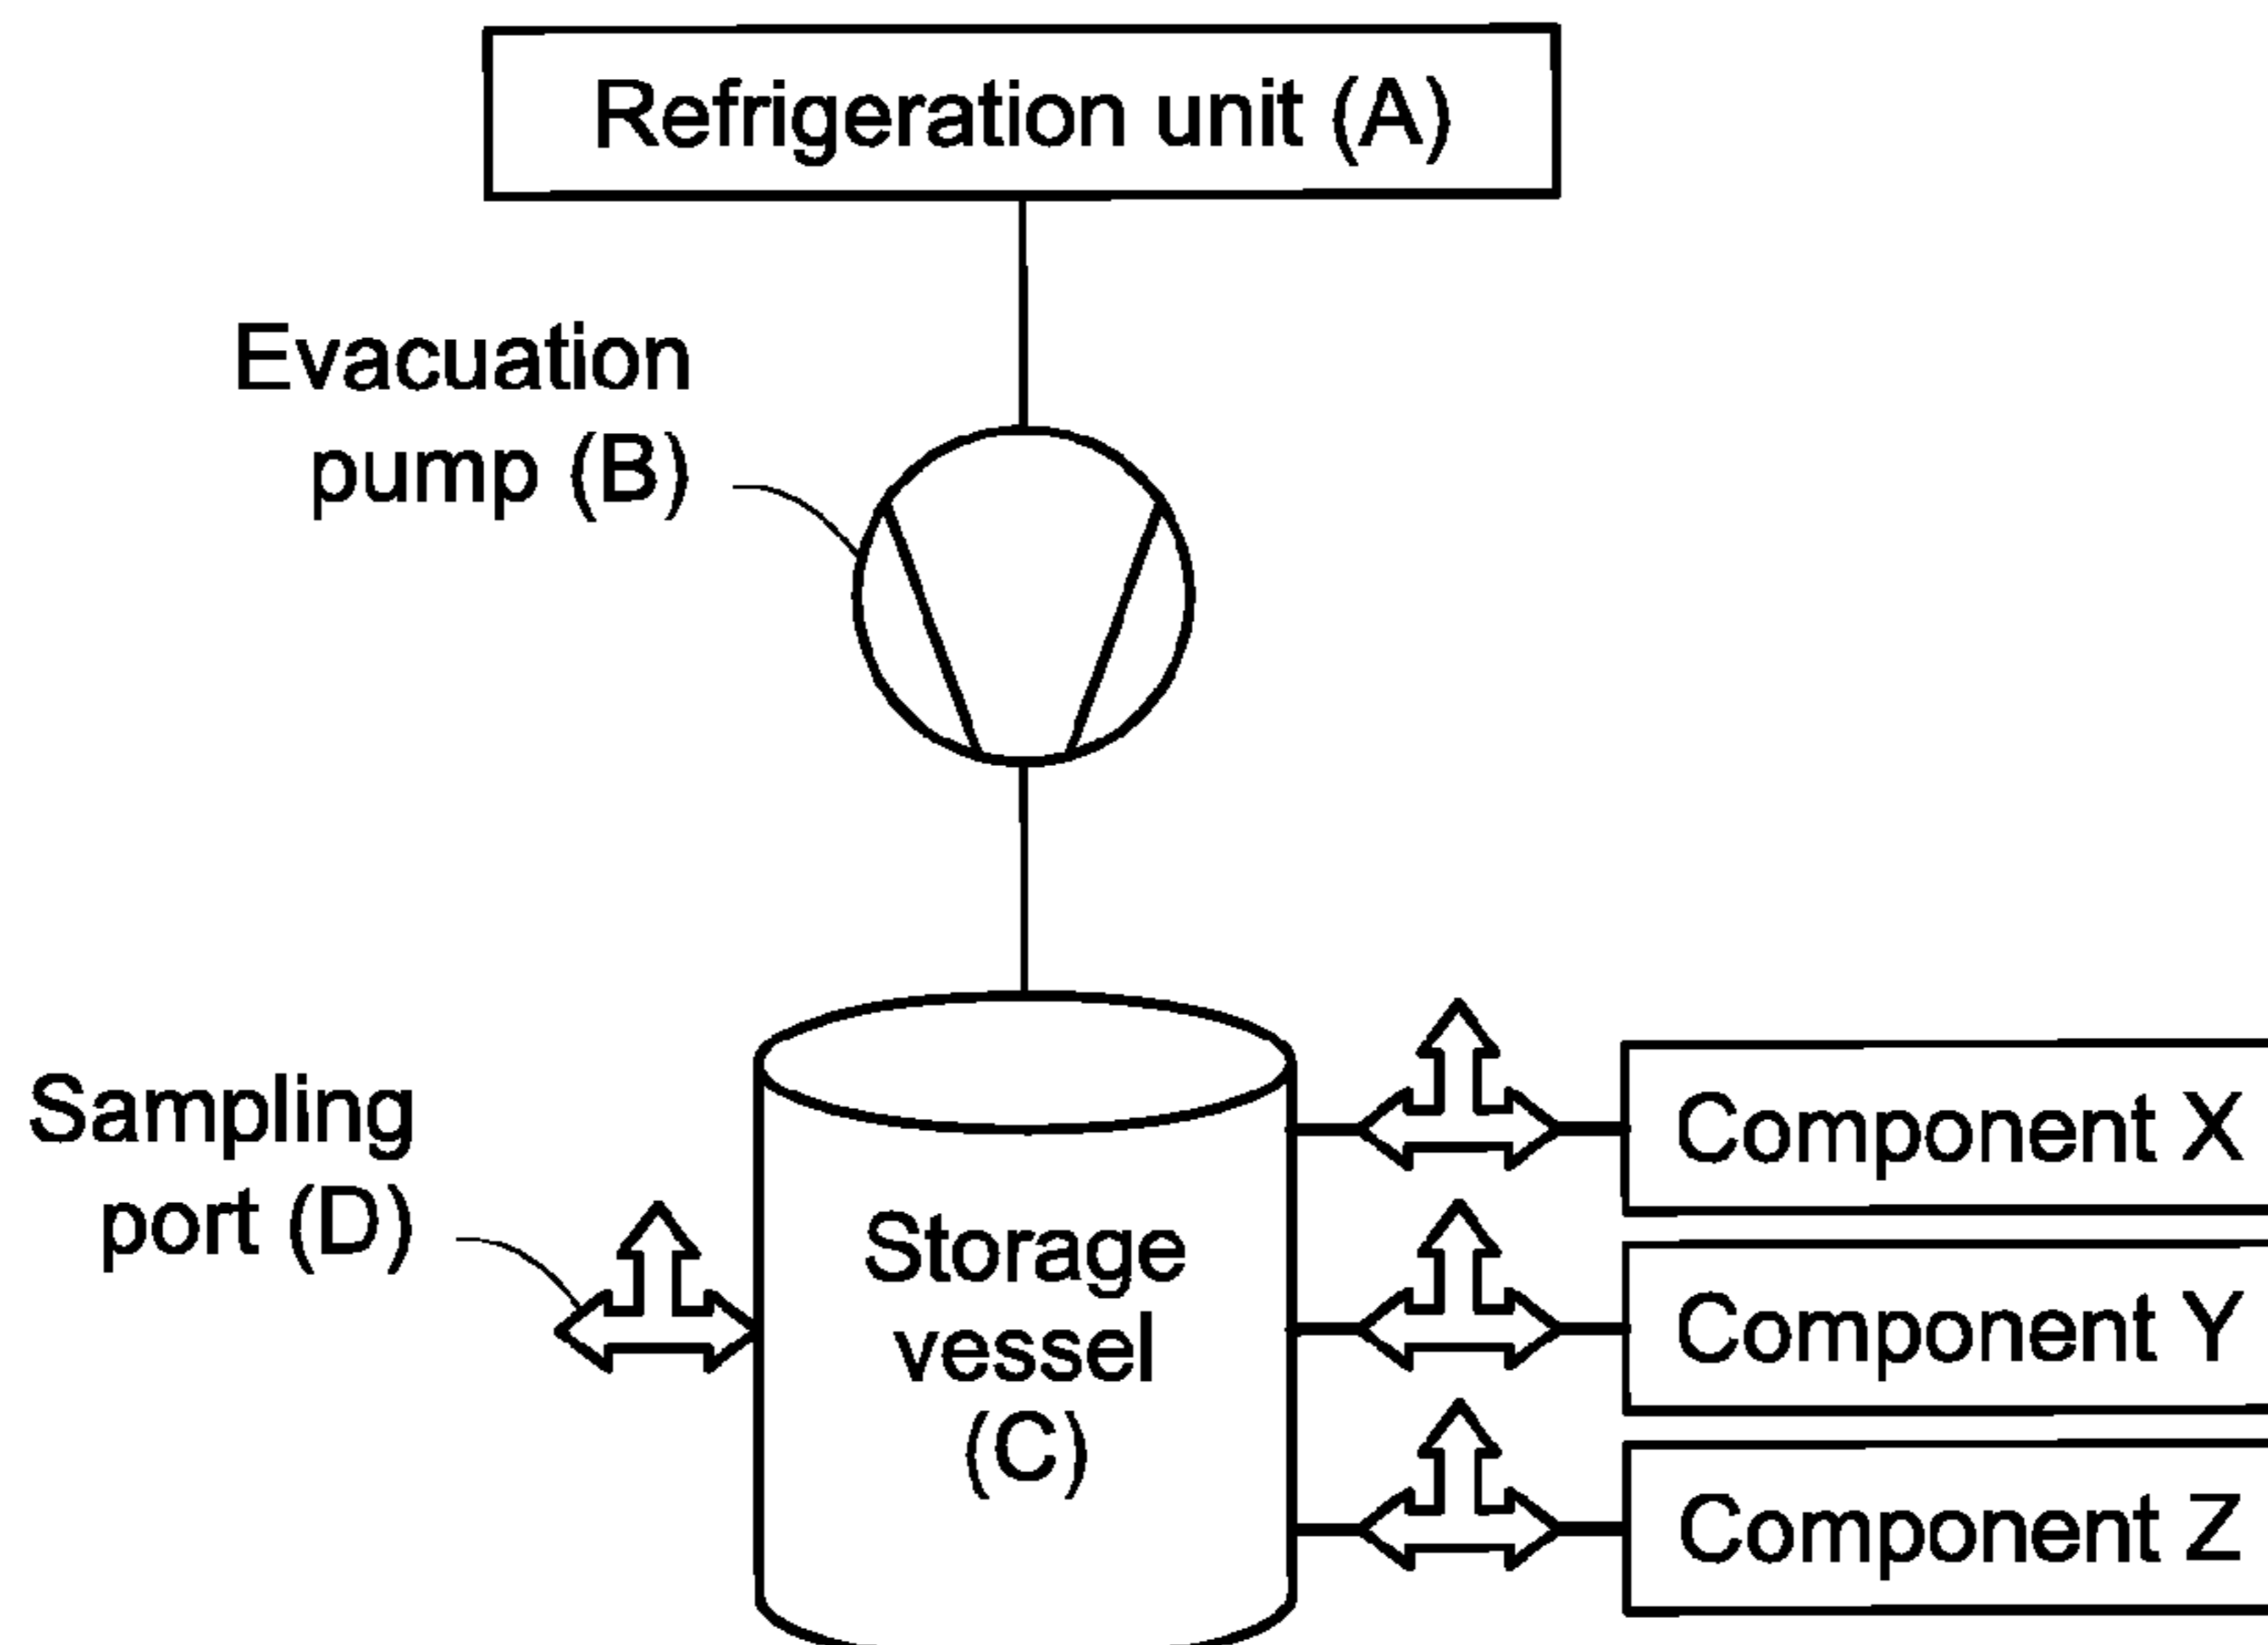 Refrigeration unit (A)
Evacuation
pump (B)
Sampling
port (D)
Storage
vessel
(C)
Component X
Component Y
Component Z